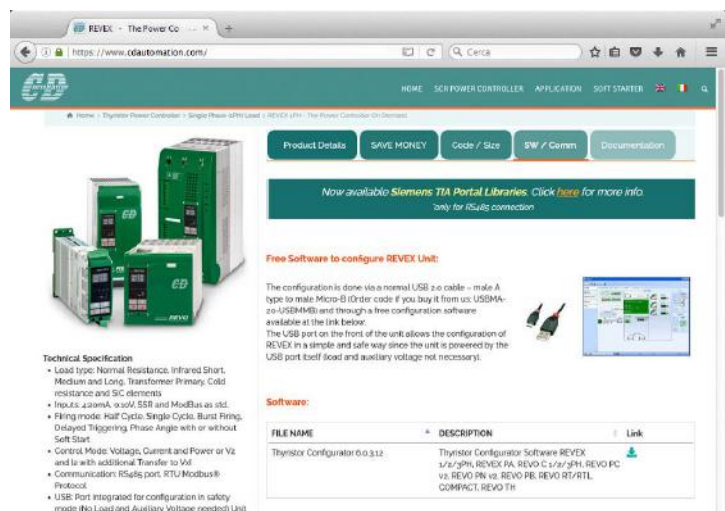 REVEX - The Power Co ...
https://www.cdautomation.com/
Cerca
CD
HOME SCR POWER CONTROLLER APPLICATION SOFT STARTER
Home > Thyristor Power Controller > Single Phase (1PH) Load > REVEX 1PH - The Power Controller On Demand
Product Details SAVE MONEY Code / Size SW / Comm Documentation
Now available Siemens TIA Portal Libraries. Click here for more info.
*only for RS485 connection
Free Software to configure REVEX Unit:
The configuration is done via a normal USB 2.0 cable – male A
type to male Micro-B (Order code if you buy it from us: USBMA-
20-USBMMB) and through a free configuration software
available at the link below.
The USB port on the front of the unit allows the configuration of
REVEX in a simple and safe way since the unit is powered by the
USB port itself (load and auxiliary voltage not necessary).
CD
REVO
Technical Specification
• Load type: Normal Resistance, Infrared Short,
Medium and Long, Transformer Primary, Cold
resistance and SiC elements
• Inputs: 4:20mA, 0:10V, SSR and ModBus as std.
• Firing mode: Half Cycle, Single Cycle, Burst Firing,
Delayed Triggering, Phase Angle with or without
Soft Start
• Control Mode: Voltage, Current and Power or V2
and I2 with additional Transfer to VxI
• Communication: RS485 port, RTU Modbus®
Protocol
• USB: Port integrated for configuration in safety
mode (No Load and Auxiliary Voltage needed) Unit
Software:
FILE NAME DESCRIPTION Link
Thyristor Configurator 6.0.3.12 Thyristor Configurator Software REVEX
1/2/3PH, REVEX PA, REVO C 1/2/3PH, REVO PC
v2, REVO PN v2, REVO PB, REVO RT/RTL,
COMPACT, REVO TH